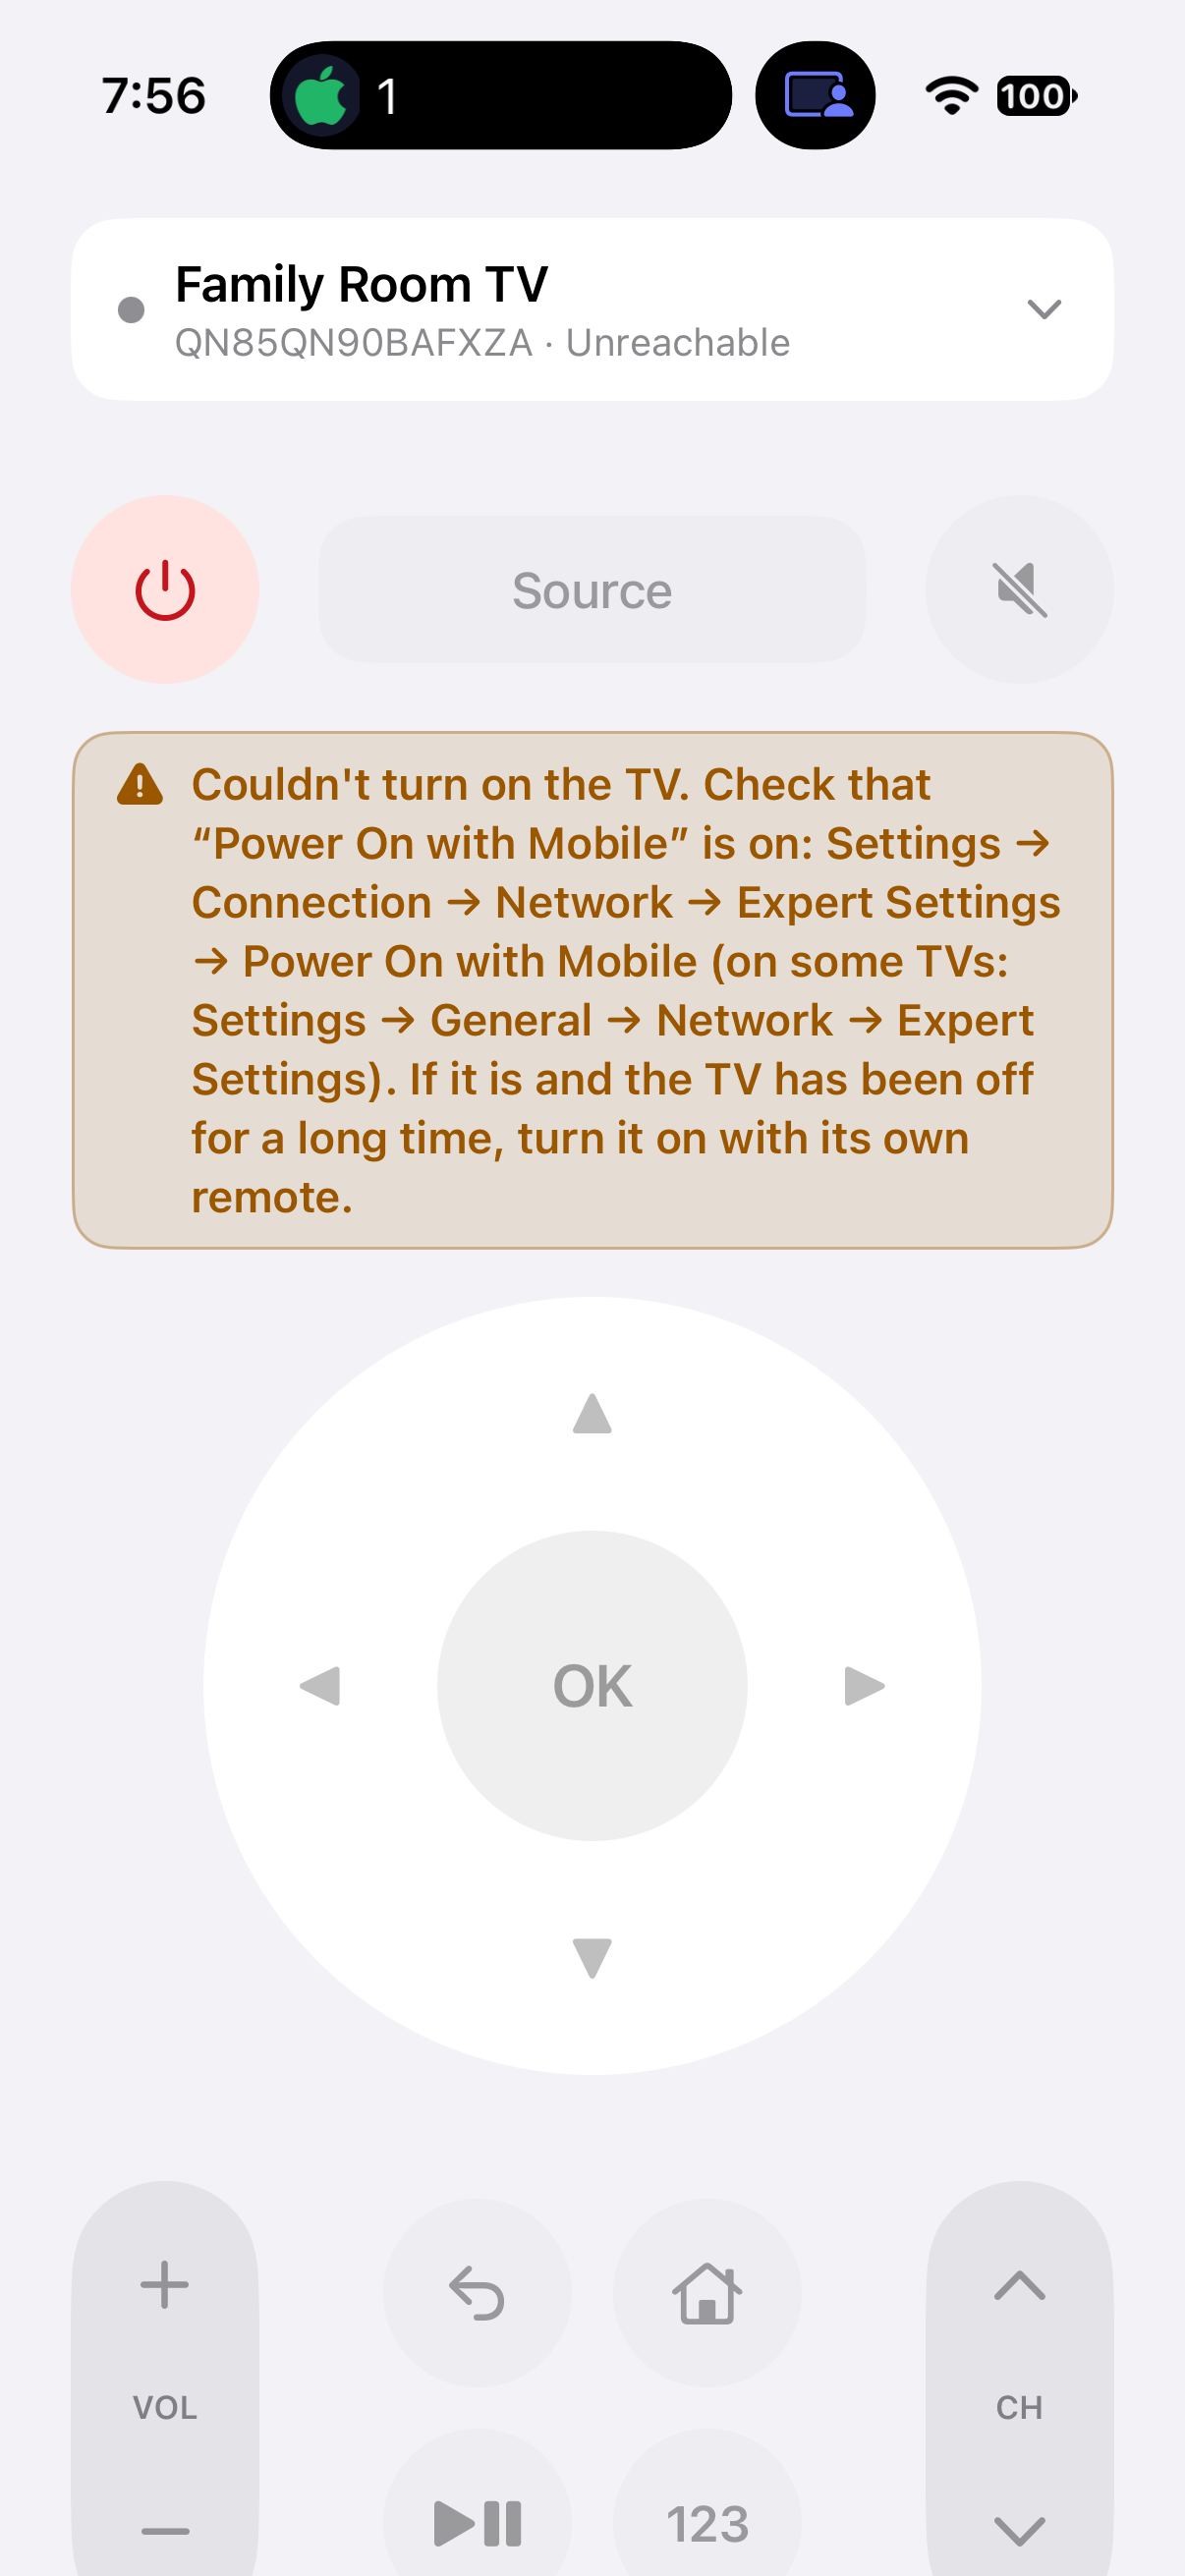 7:56
1
100
Family Room TV
QN85QN90BAFXZA · Unreachable
Source
Couldn't turn on the TV. Check that
“Power On with Mobile” is on: Settings →
Connection → Network → Expert Settings
→ Power On with Mobile (on some TVs:
Settings → General → Network → Expert
Settings). If it is and the TV has been off
for a long time, turn it on with its own
remote.
OK
VOL
CH
123